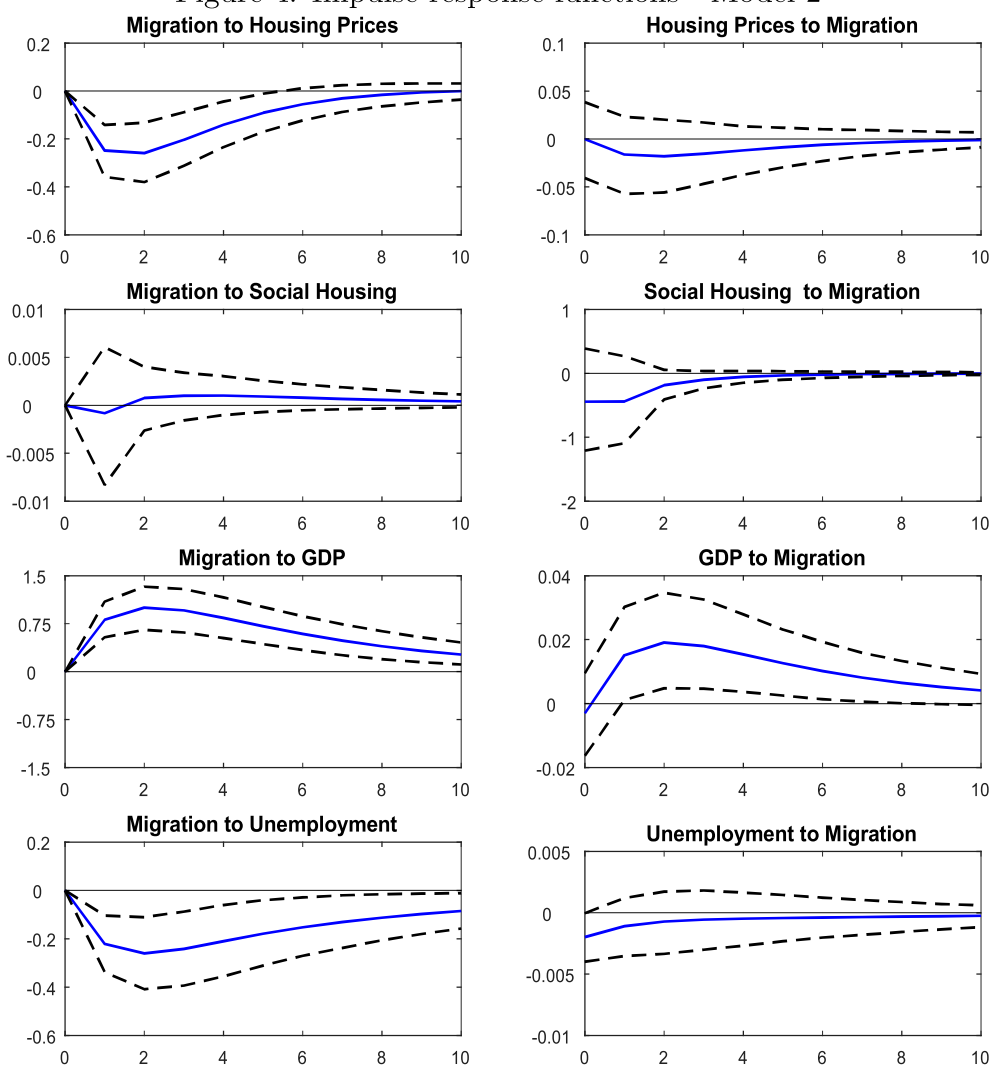 Migration to Housing Prices
0.2
0
-0.2
-0.4
-0.6
0 2 4 6 8 10
Housing Prices to Migration
0.1
0.05
0
-0.05
-0.1
0 2 4 6 8 10
Migration to Social Housing
0.01
0.005
0
-0.005
-0.01
0 2 4 6 8 10
Social Housing to Migration
1
0
-1
-2
0 2 4 6 8 10
Migration to GDP
1.5
0.75
0
-0.75
-1.5
0 2 4 6 8 10
GDP to Migration
0.04
0.02
0
-0.02
0 2 4 6 8 10
Migration to Unemployment
0.2
0
-0.2
-0.4
-0.6
0 2 4 6 8 10
Unemployment to Migration
0.005
0
-0.005
-0.01
0 2 4 6 8 10